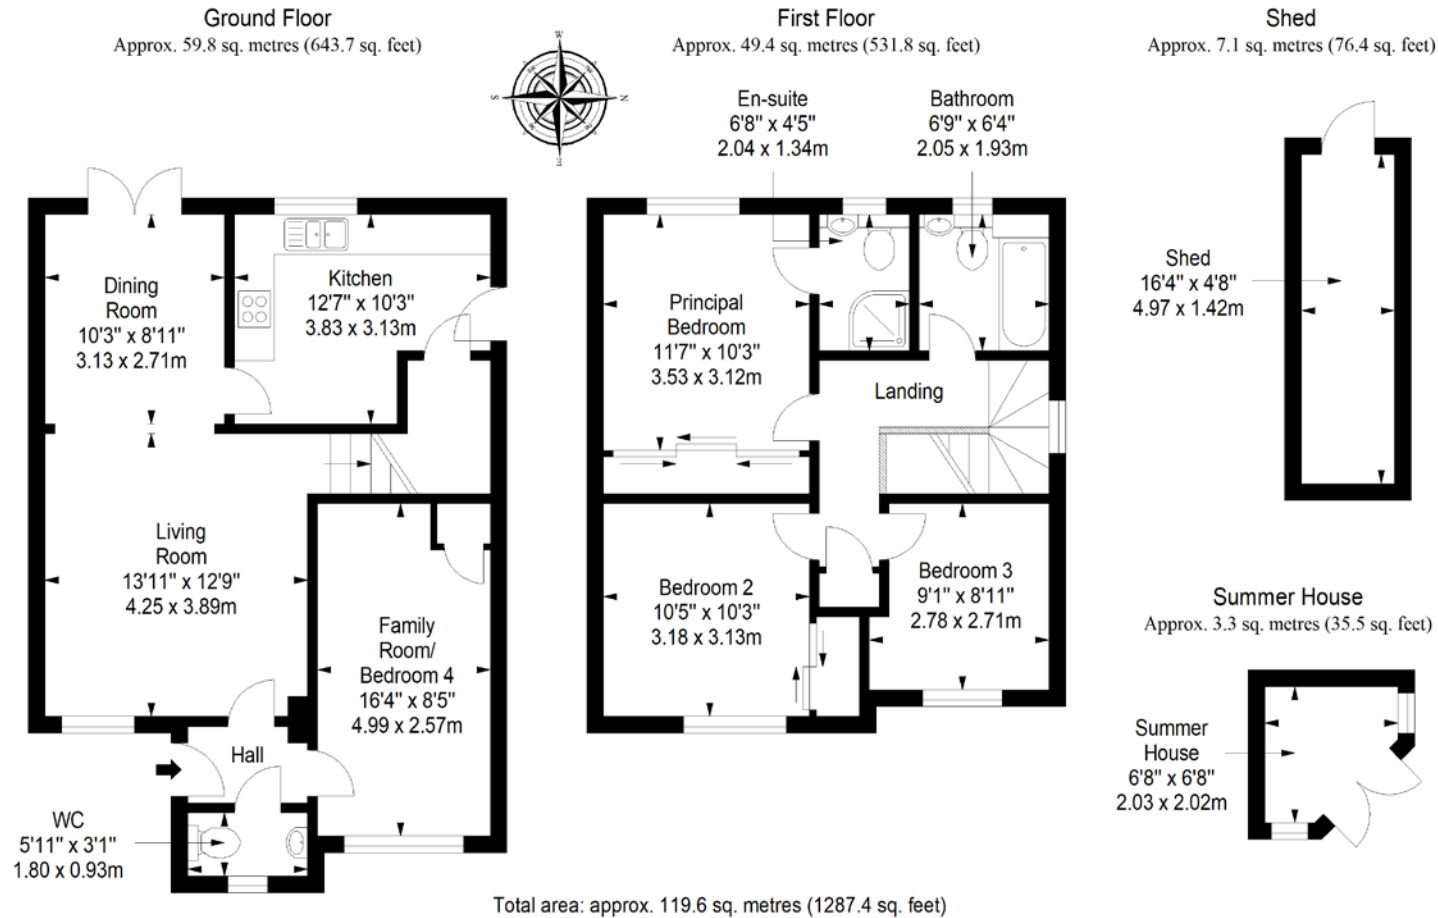 Ground Floor
Approx. 59.8 sq. metres (643.7 sq. feet)
First Floor
Approx. 49.4 sq. metres (531.8 sq. feet)
Shed
Approx. 7.1 sq. metres (76.4 sq. feet)
W
S
N
E
En-suite
6'8" x 4'5"
2.04 x 1.34m
Bathroom
6'9" x 6'4"
2.05 x 1.93m
Dining
Room
10'3" x 8'11"
3.13 x 2.71m
Kitchen
12'7" x 10'3"
3.83 x 3.13m
Principal
Bedroom
11'7" x 10'3"
3.53 x 3.12m
Landing
Shed
16'4" x 4'8"
4.97 x 1.42m
Living
Room
13'11" x 12'9"
4.25 x 3.89m
Family
Room/
Bedroom 4
16'4" x 8'5"
4.99 x 2.57m
Bedroom 2
10'5" x 10'3"
3.18 x 3.13m
Bedroom 3
9'1" x 8'11"
2.78 x 2.71m
Summer House
Approx. 3.3 sq. metres (35.5 sq. feet)
Hall
WC
5'11" x 3'1"
1.80 x 0.93m
Summer
House
6'8" x 6'8"
2.03 x 2.02m
Total area: approx. 119.6 sq. metres (1287.4 sq. feet)